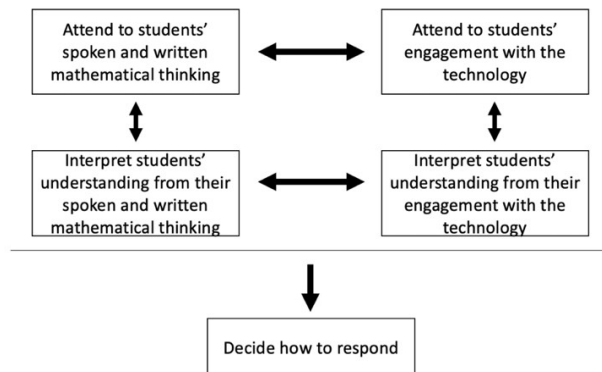 Attend to students’
spoken and written
mathematical thinking
Attend to students’
engagement with the
technology
Interpret students’
understanding from their
spoken and written
mathematical thinking
Interpret students’
understanding from their
engagement with the
technology
Decide how to respond